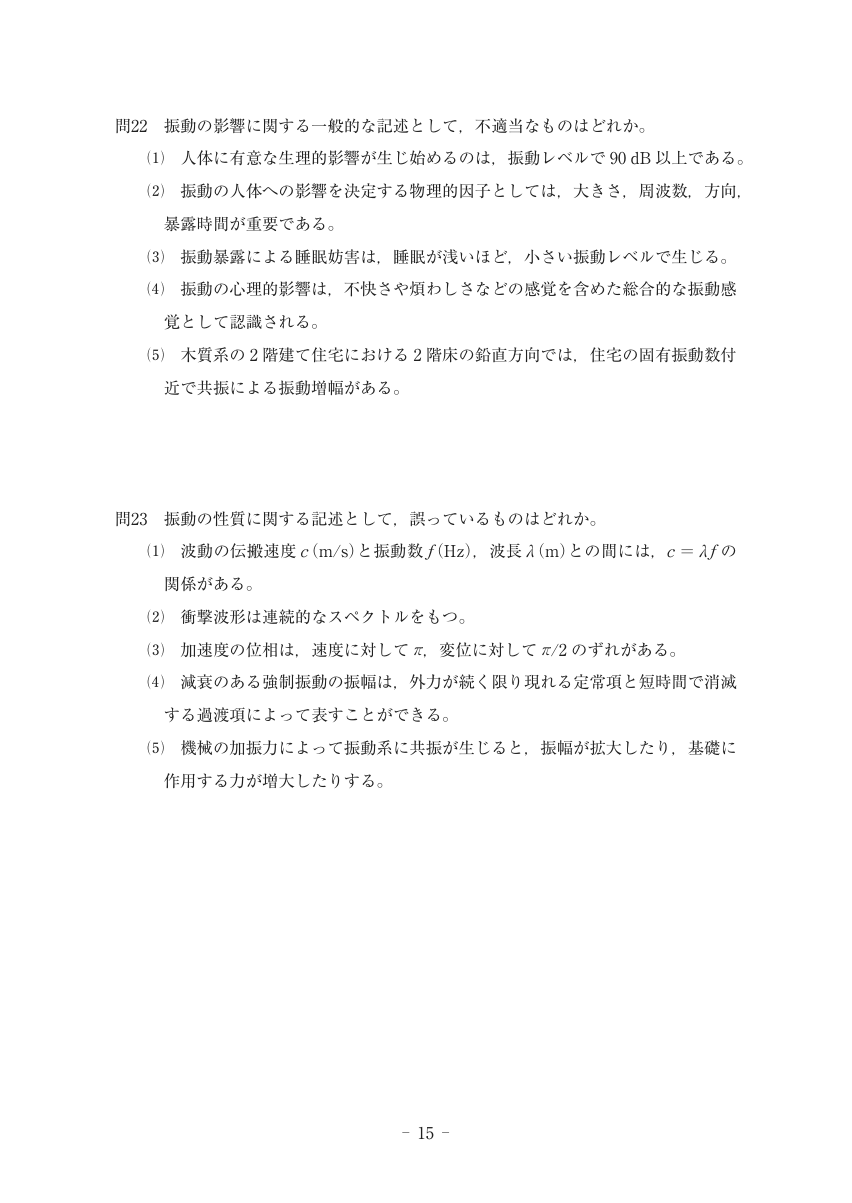 問22　振動の影響に関する一般的な記述として，不適当なものはどれか。
⑴　人体に有意な生理的影響が生じ始めるのは，振動レベルで 90 dB 以上である。
⑵　振動の人体への影響を決定する物理的因子としては，大きさ，周波数，方向，
暴露時間が重要である。
⑶　振動暴露による睡眠妨害は，睡眠が浅いほど，小さい振動レベルで生じる。
⑷　振動の心理的影響は，不快さや煩わしさなどの感覚を含めた総合的な振動感
覚として認識される。
⑸　木質系の 2 階建て住宅における 2 階床の鉛直方向では，住宅の固有振動数付
近で共振による振動増幅がある。
問23　振動の性質に関する記述として，誤っているものはどれか。
⑴　波動の伝搬速度 c (m/s)と振動数 f (Hz)，波長 λ (m)との間には，c = λf の
関係がある。
⑵　衝撃波形は連続的なスペクトルをもつ。
⑶　加速度の位相は，速度に対して π，変位に対して π/2 のずれがある。
⑷　減衰のある強制振動の振幅は，外力が続く限り現れる定常項と短時間で消滅
する過渡項によって表すことができる。
⑸　機械の加振力によって振動系に共振が生じると，振幅が拡大したり，基礎に
作用する力が増大したりする。
− 15 −